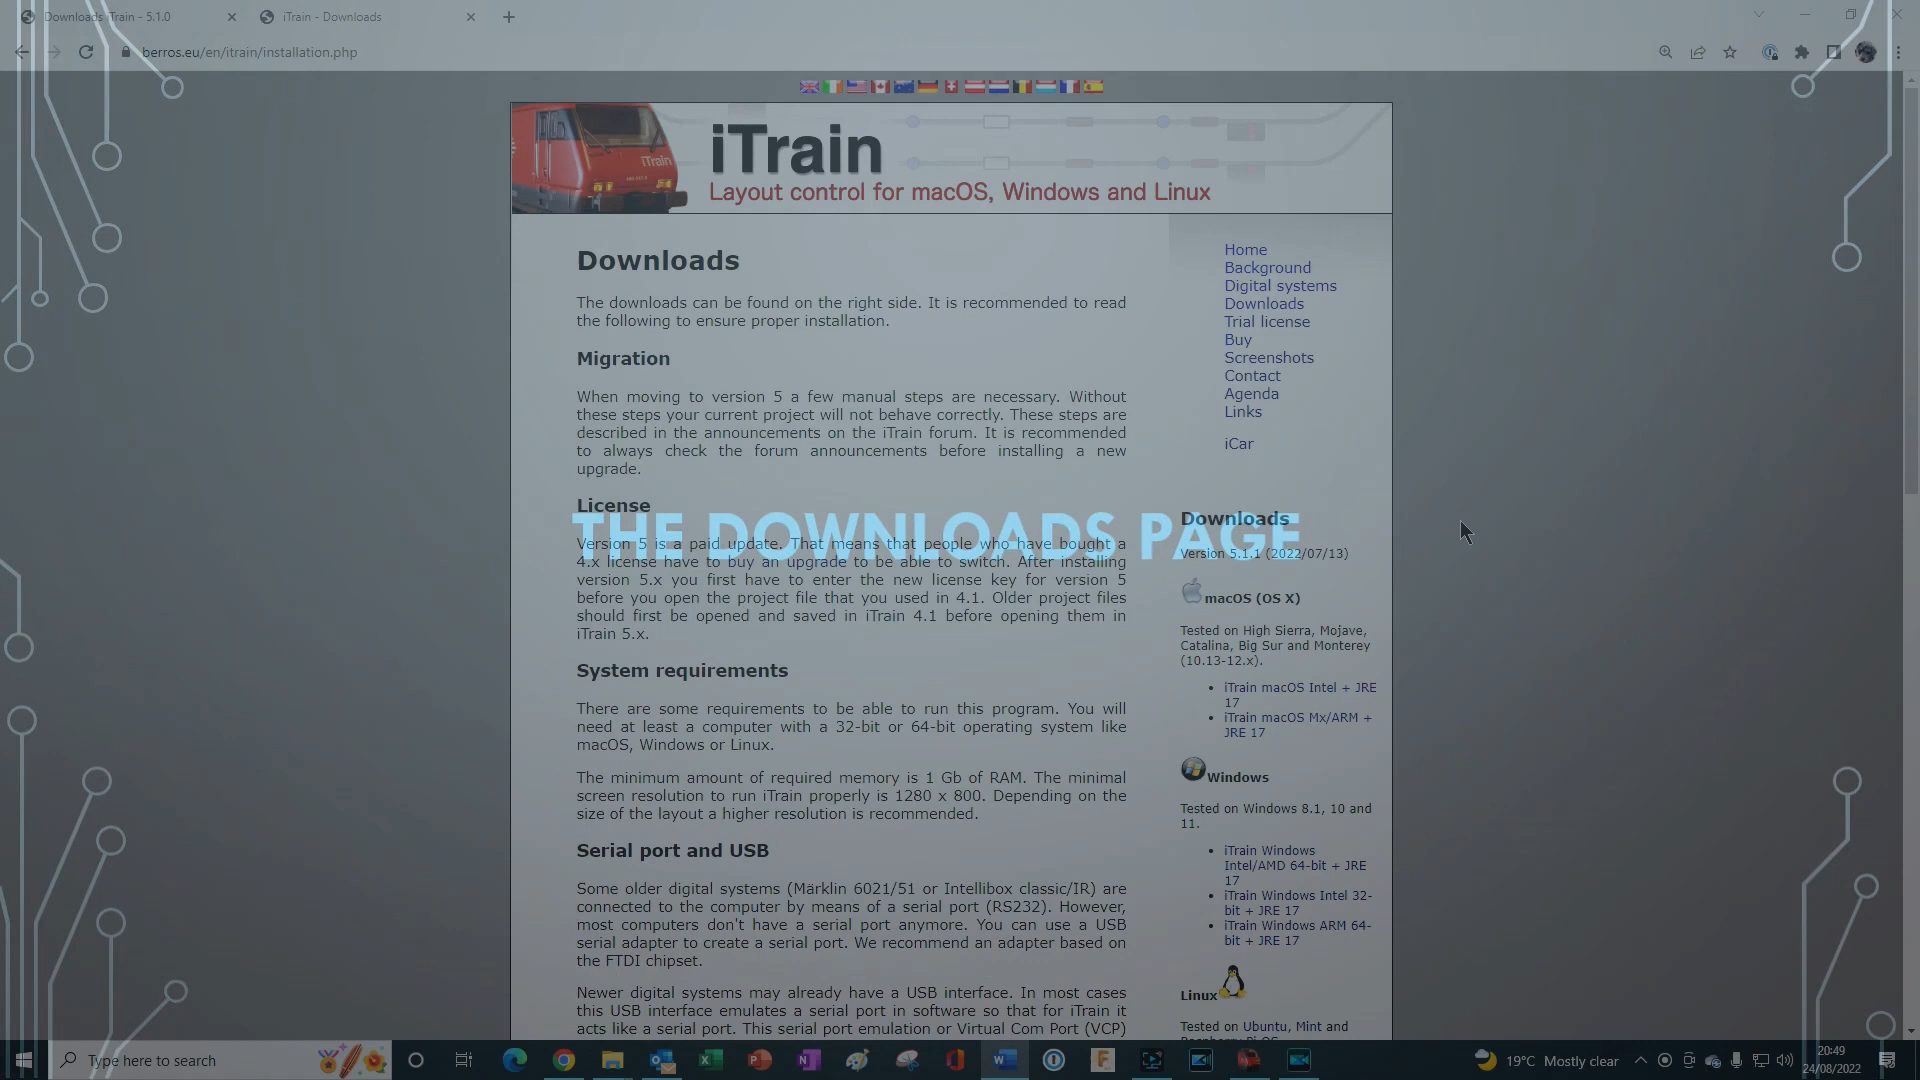 Downloads iTrain - 5.1.0
iTrain - Downloads
berros.eu/en/itrain/installation.php
iTrain
Layout control for macOS, Windows and Linux
iTrain
Downloads
The downloads can be found on the right side. It is recommended to read
the following to ensure proper installation.
Migration
When moving to version 5 a few manual steps are necessary. Without
these steps your current project will not behave correctly. These steps are
described in the announcements on the iTrain forum. It is recommended
to always check the forum announcements before installing a new
upgrade.
License
THE DOWNLOADS PAGE
Version 5 is a paid update. That means that people who have bought a
4.x license have to buy an upgrade to be able to switch. After installing
version 5.x you first have to enter the new license key for version 5
before you open the project file that you used in 4.1. Older project files
should first be opened and saved in iTrain 4.1 before opening them in
iTrain 5.x.
System requirements
There are some requirements to be able to run this program. You will
need at least a computer with a 32-bit or 64-bit operating system like
macOS, Windows or Linux.
The minimum amount of required memory is 1 Gb of RAM. The minimal
screen resolution to run iTrain properly is 1280 x 800. Depending on the
size of the layout a higher resolution is recommended.
Serial port and USB
Some older digital systems (Märklin 6021/51 or Intellibox classic/IR) are
connected to the computer by means of a serial port (RS232). However,
most computers don't have a serial port anymore. You can use a USB
serial adapter to create a serial port. We recommend an adapter based on
the FTDI chipset.
Newer digital systems may already have a USB interface. In most cases
this USB interface emulates a serial port in software so that for iTrain it
acts like a serial port. This serial port emulation or Virtual Com Port (VCP)
Home
Background
Digital systems
Downloads
Trial license
Buy
Screenshots
Contact
Agenda
Links
iCar
Downloads
Version 5.1.1 (2022/07/13)
macOS (OS X)
Tested on High Sierra, Mojave,
Catalina, Big Sur and Monterey
(10.13-12.x).
iTrain macOS Intel + JRE
17
iTrain macOS Mx/ARM +
JRE 17
Windows
Tested on Windows 8.1, 10 and
11.
iTrain Windows
Intel/AMD 64-bit + JRE
17
iTrain Windows Intel 32-
bit + JRE 17
iTrain Windows ARM 64-
bit + JRE 17
Linux
Tested on Ubuntu, Mint and
Raspberry Pi OS
Type here to search
19°C Mostly clear
20:49
24/08/2022